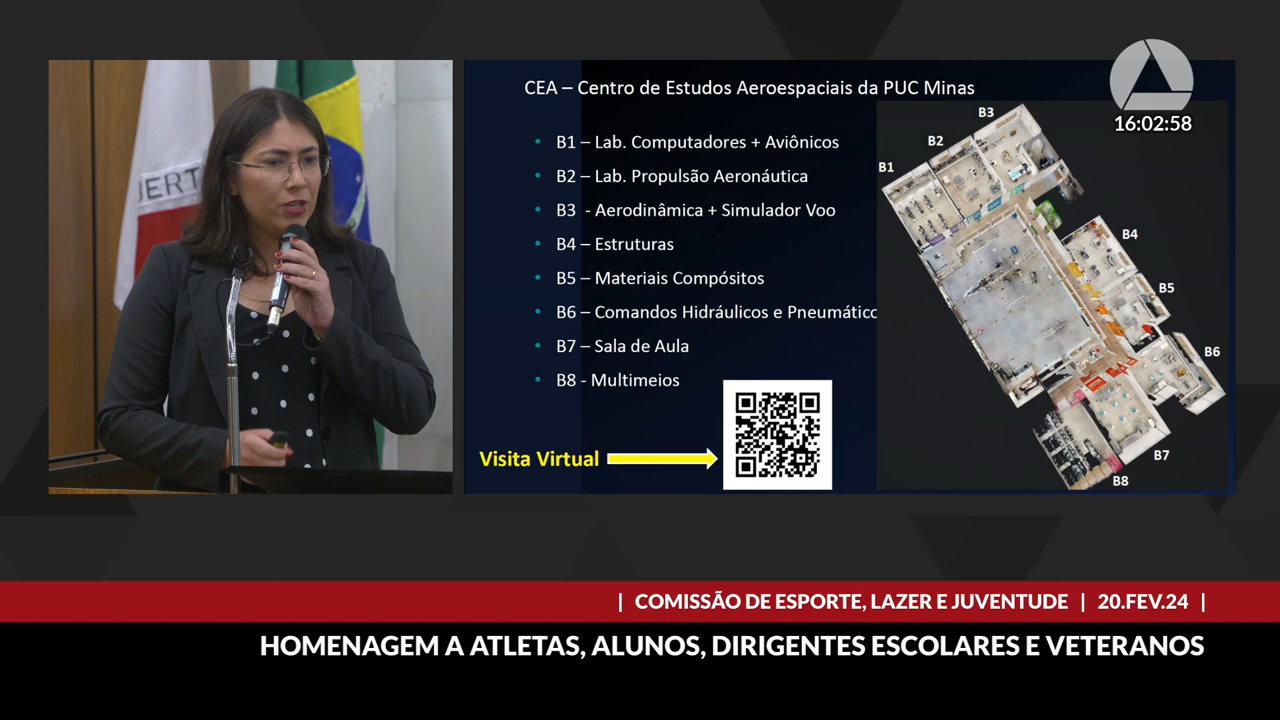 BERT
CEA – Centro de Estudos Aeroespaciais da PUC Minas
16:02:58
• B1 – Lab. Computadores + Aviônicos
• B2 – Lab. Propulsão Aeronáutica
• B3 - Aerodinâmica + Simulador Voo
• B4 – Estruturas
• B5 – Materiais Compósitos
• B6 – Comandos Hidráulicos e Pneumático
• B7 – Sala de Aula
• B8 - Multimeios
Visita Virtual
B1
B2
B3
B4
B5
B6
B7
B8
| COMISSÃO DE ESPORTE, LAZER E JUVENTUDE | 20.FEV.24 |
HOMENAGEM A ATLETAS, ALUNOS, DIRIGENTES ESCOLARES E VETERANOS